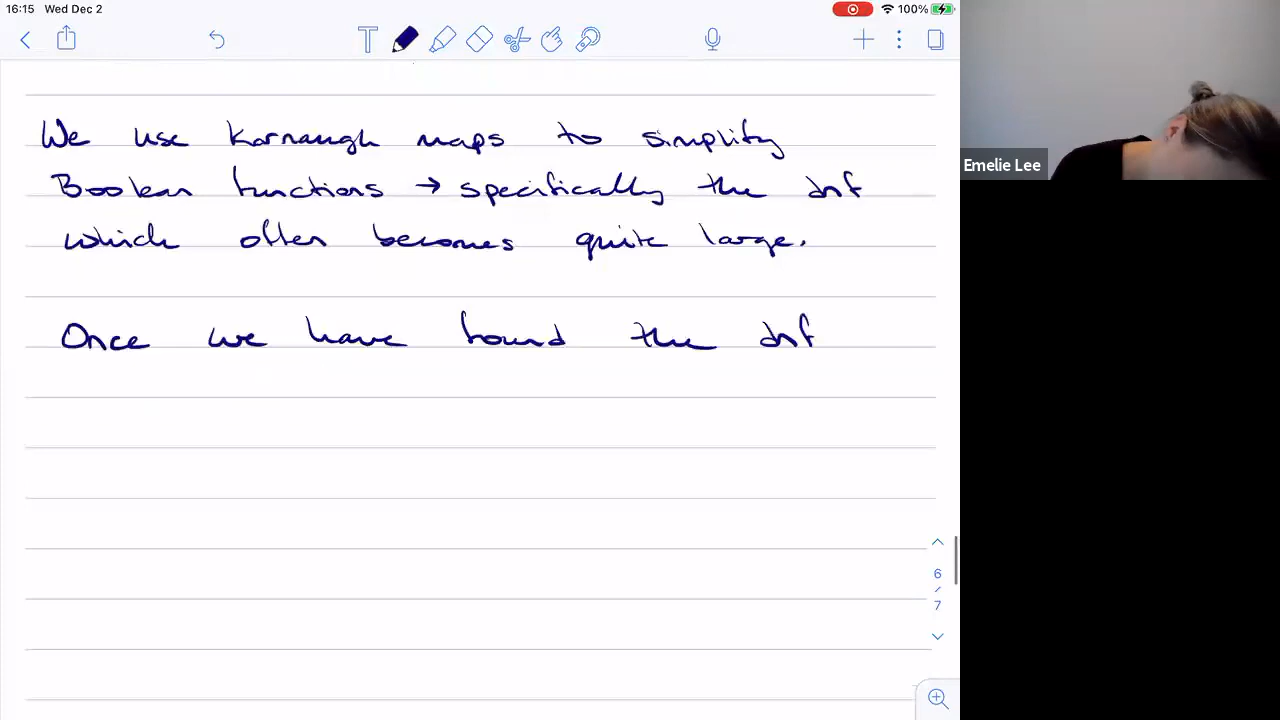 16:15 Wed Dec 2
100%
We use Karnaugh maps to simplify
Boolean functions → specifically the dnf
which often becomes quite large.
Once we have found the dnf
Emelie Lee
6
7